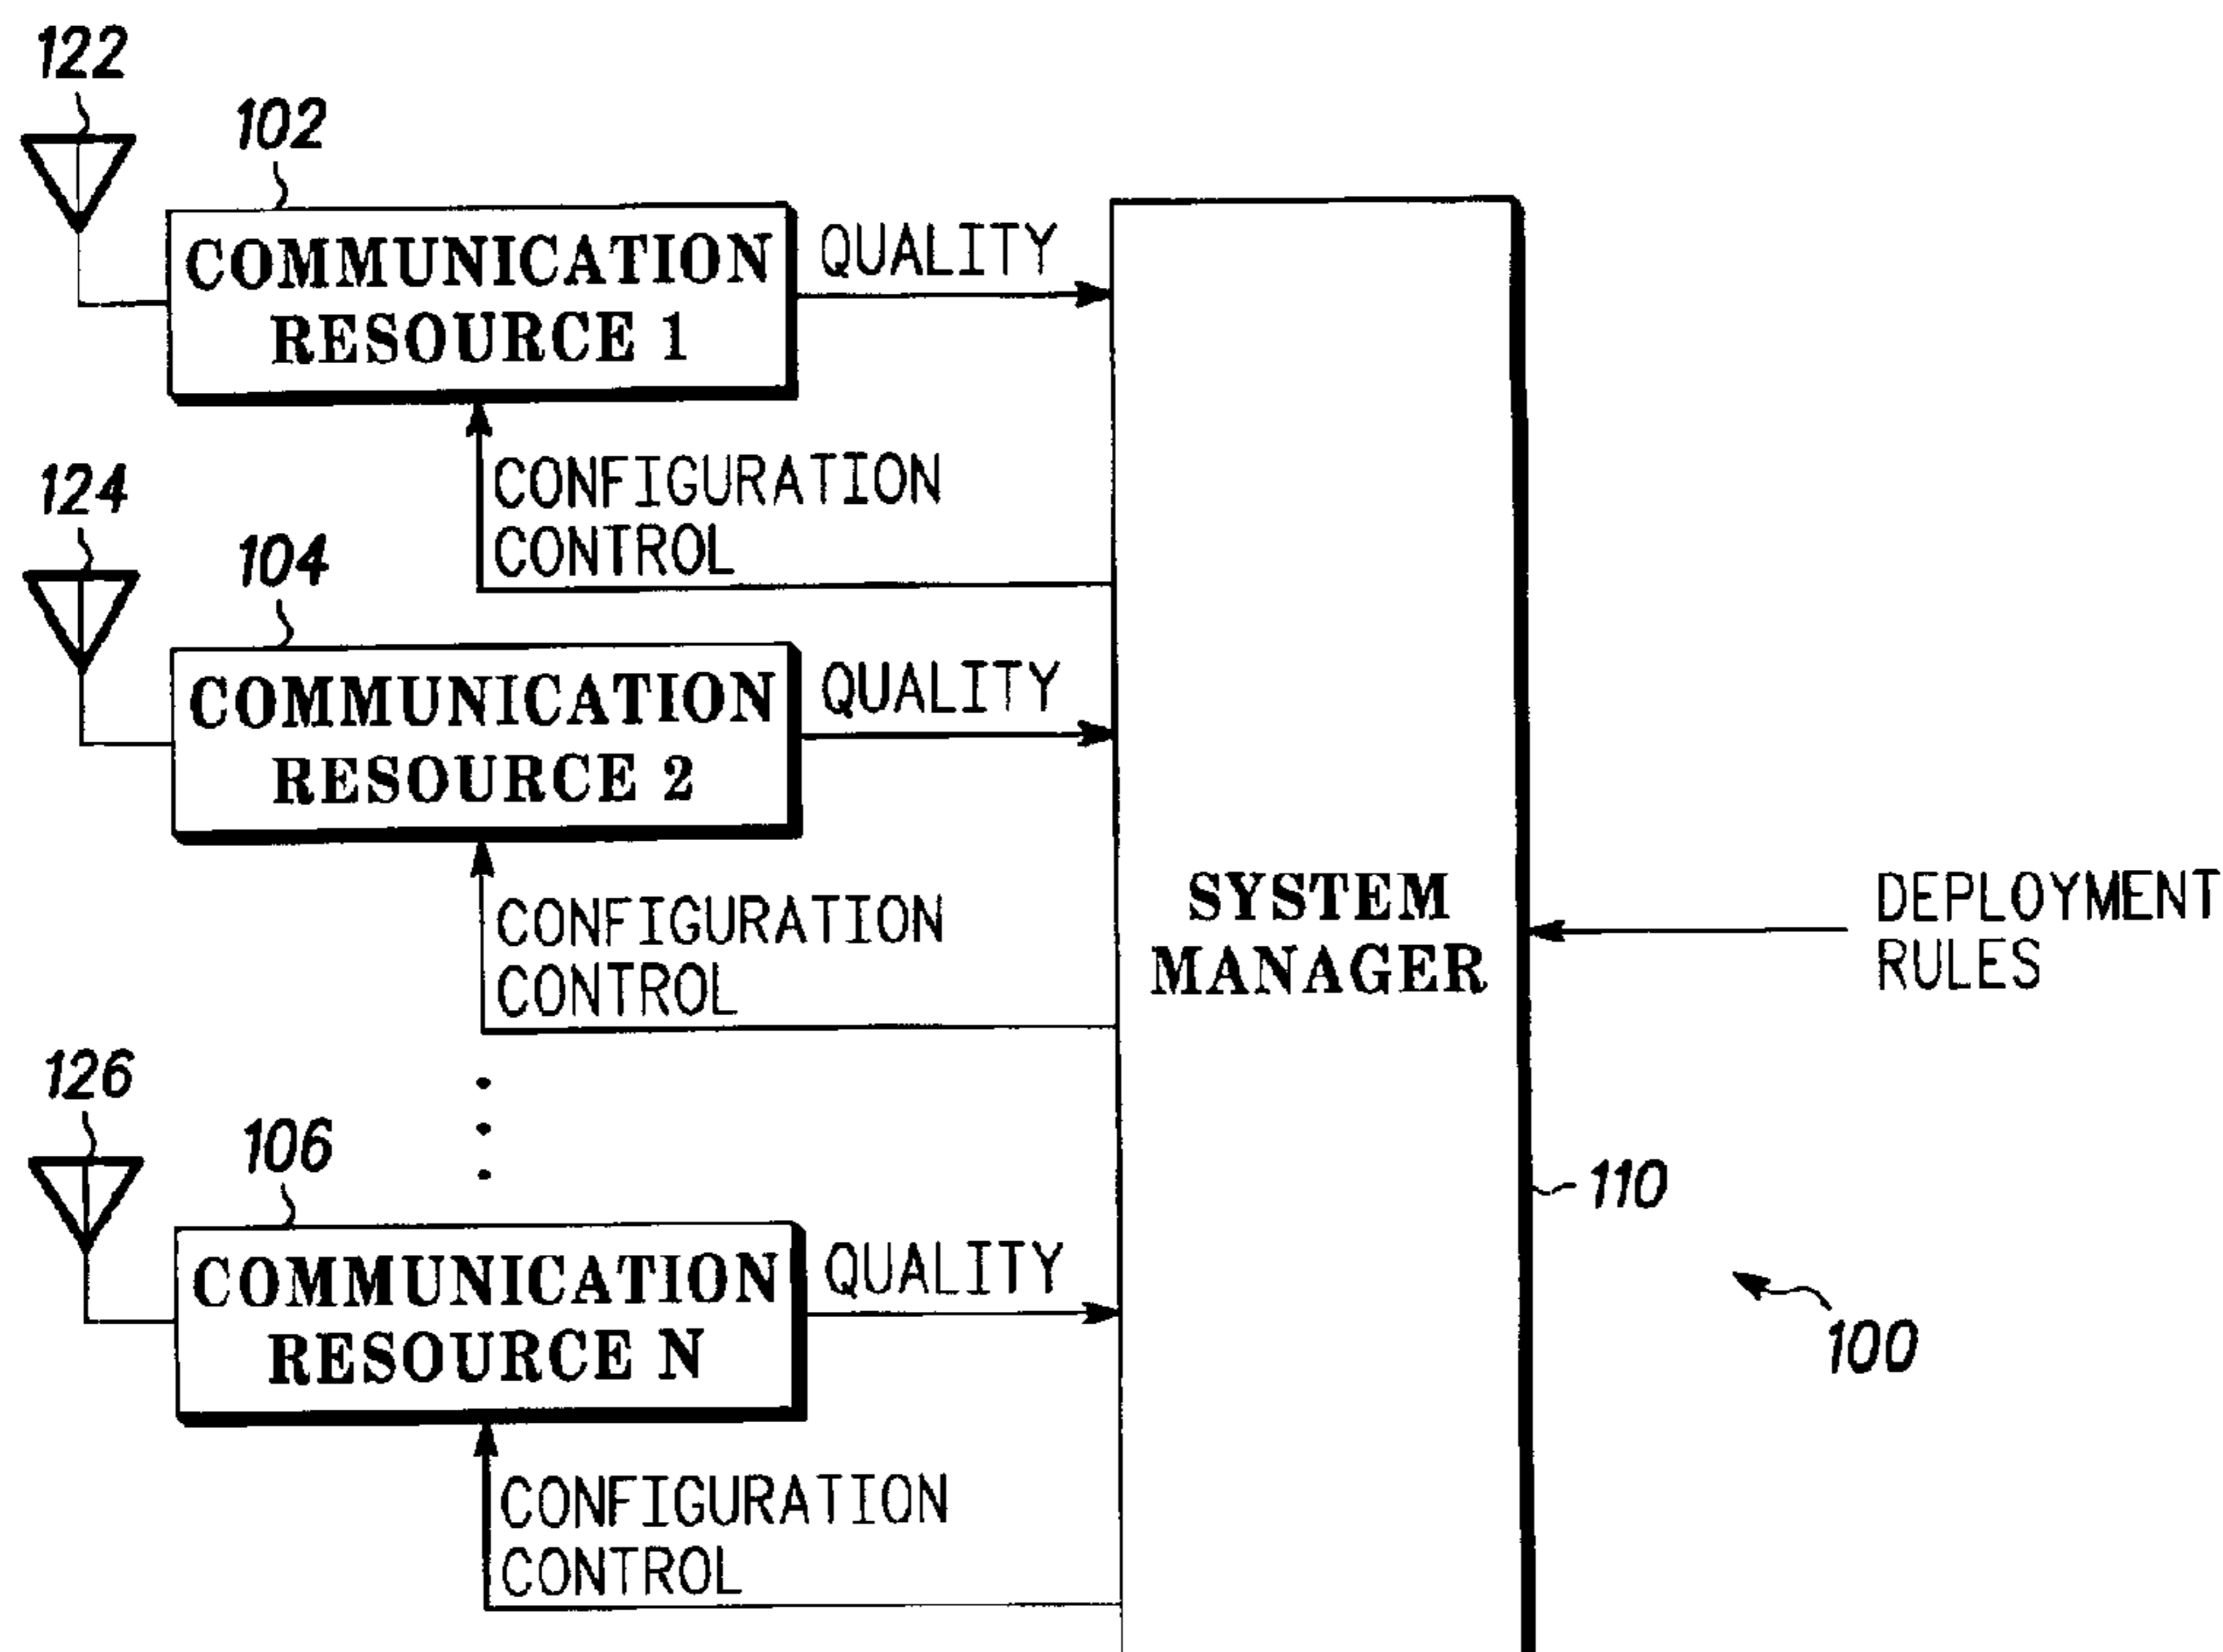 122
102
COMMUNICATION
RESOURCE 1
QUALITY
CONFIGURATION
CONTROL
124
104
COMMUNICATION
RESOURCE 2
QUALITY
CONFIGURATION
CONTROL
SYSTEM
MANAGER
DEPLOYMENT
RULES
126
106
COMMUNICATION
RESOURCE N
QUALITY
CONFIGURATION
CONTROL
110
100